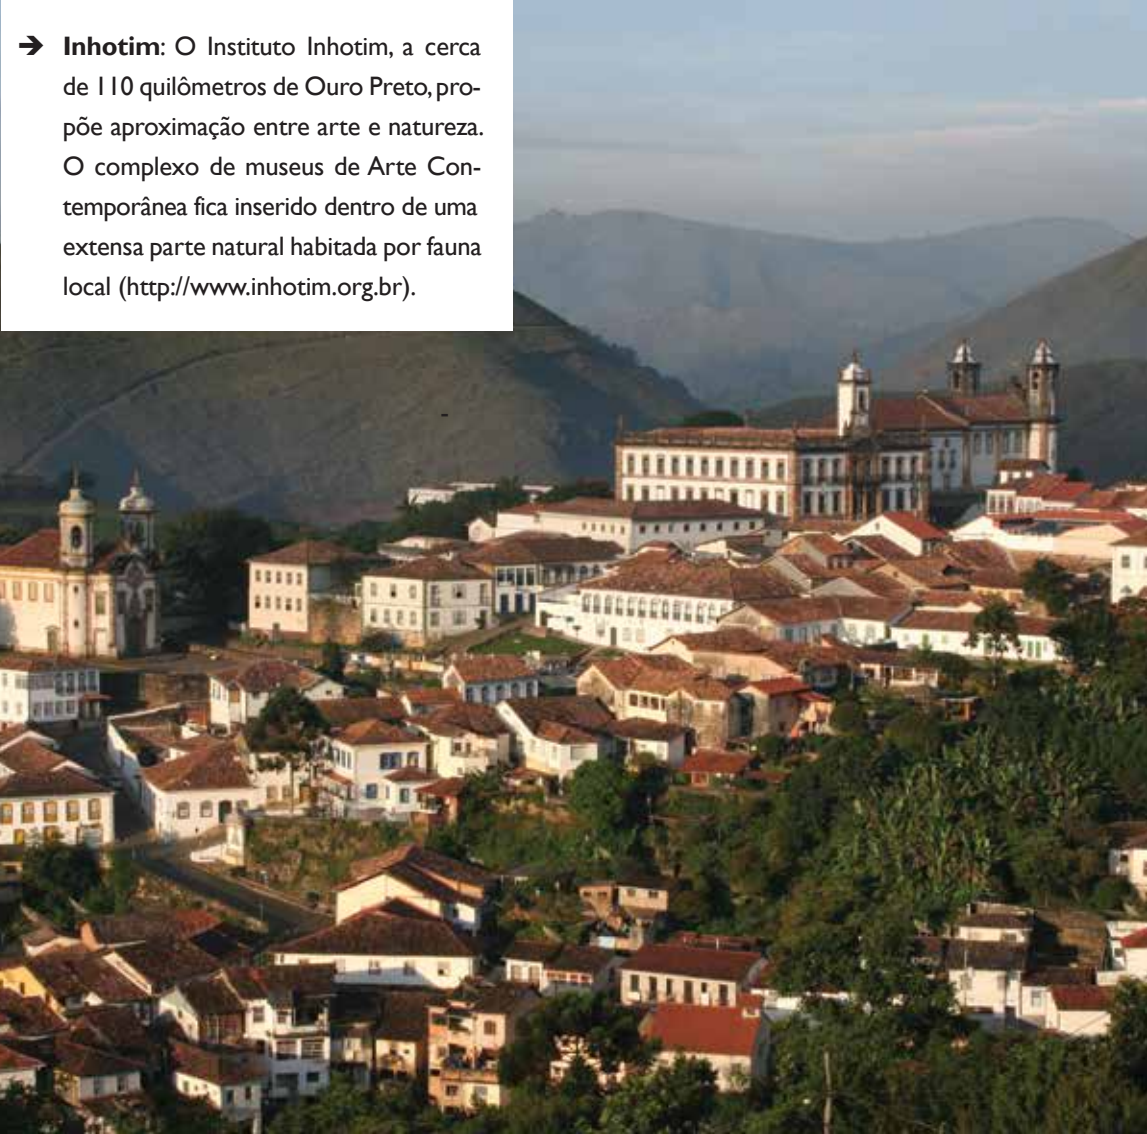 ➔ Inhotim: O Instituto Inhotim, a cerca
de 110 quilômetros de Ouro Preto, pro-
põe aproximação entre arte e natureza.
O complexo de museus de Arte Con-
temporânea fica inserido dentro de uma
extensa parte natural habitada por fauna
local (http://www.inhotim.org.br).